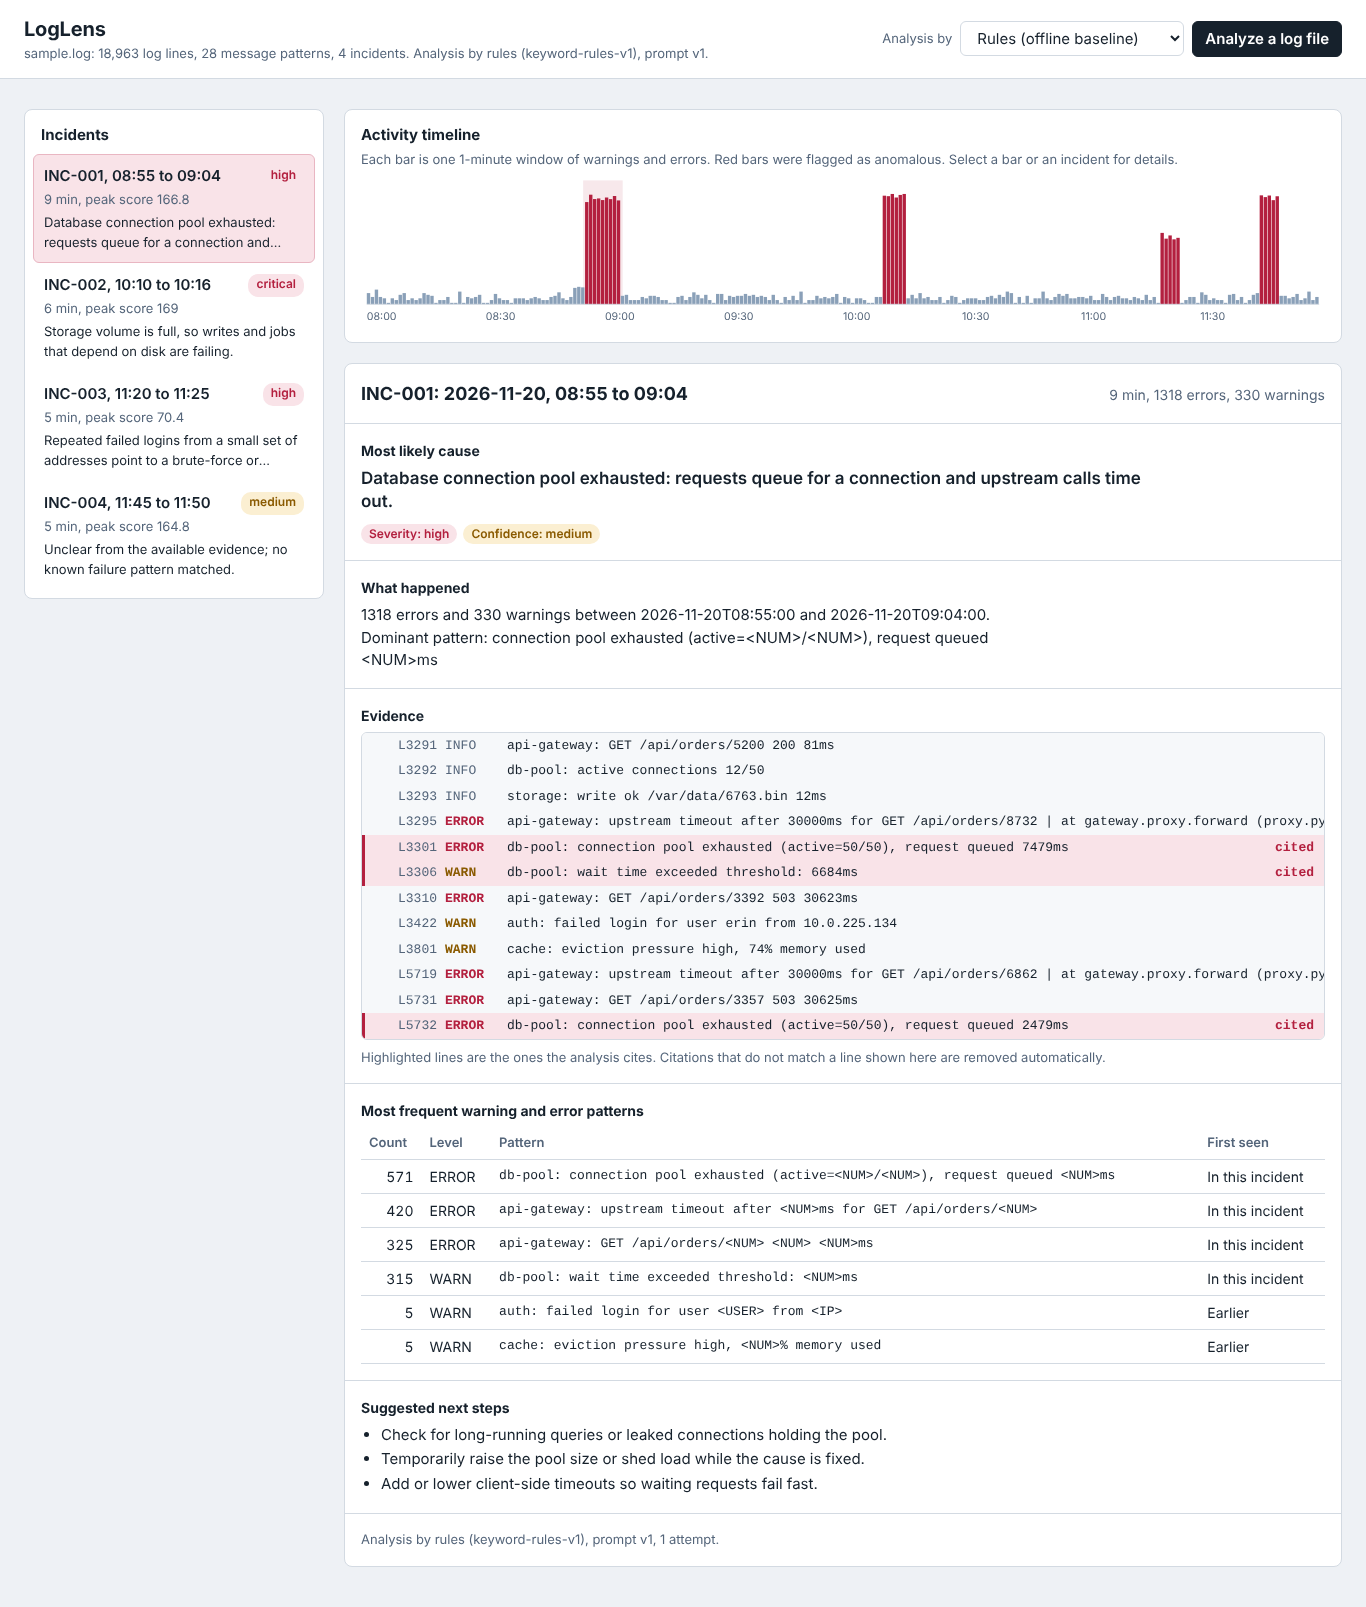 LogLens
sample.log: 18,963 log lines, 28 message patterns, 4 incidents. Analysis by rules (keyword-rules-v1), prompt v1.
Analysis by
Rules (offline baseline)
Analyze a log file
Incidents
INC-001, 08:55 to 09:04 high
9 min, peak score 166.8
Database connection pool exhausted:
requests queue for a connection and…
INC-002, 10:10 to 10:16 critical
6 min, peak score 169
Storage volume is full, so writes and jobs
that depend on disk are failing.
INC-003, 11:20 to 11:25 high
5 min, peak score 70.4
Repeated failed logins from a small set of
addresses point to a brute-force or…
INC-004, 11:45 to 11:50 medium
5 min, peak score 164.8
Unclear from the available evidence; no
known failure pattern matched.
Activity timeline
Each bar is one 1-minute window of warnings and errors. Red bars were flagged as anomalous. Select a bar or an incident for details.
08:00 08:30 09:00 09:30 10:00 10:30 11:00 11:30
INC-001: 2026-11-20, 08:55 to 09:04
9 min, 1318 errors, 330 warnings
Most likely cause
Database connection pool exhausted: requests queue for a connection and upstream calls time
out.
Severity: high Confidence: medium
What happened
1318 errors and 330 warnings between 2026-11-20T08:55:00 and 2026-11-20T09:04:00.
Dominant pattern: connection pool exhausted (active=<NUM>/<NUM>), request queued
<NUM>ms
Evidence
L3291 INFO api-gateway: GET /api/orders/5200 200 81ms
L3292 INFO db-pool: active connections 12/50
L3293 INFO storage: write ok /var/data/6763.bin 12ms
L3295 ERROR api-gateway: upstream timeout after 30000ms for GET /api/orders/8732 | at gateway.proxy.forward (proxy.py
L3301 ERROR db-pool: connection pool exhausted (active=50/50), request queued 7479ms cited
L3306 WARN db-pool: wait time exceeded threshold: 6684ms cited
L3310 ERROR api-gateway: GET /api/orders/3392 503 30623ms
L3422 WARN auth: failed login for user erin from 10.0.225.134
L3801 WARN cache: eviction pressure high, 74% memory used
L5719 ERROR api-gateway: upstream timeout after 30000ms for GET /api/orders/6862 | at gateway.proxy.forward (proxy.py
L5731 ERROR api-gateway: GET /api/orders/3357 503 30625ms
L5732 ERROR db-pool: connection pool exhausted (active=50/50), request queued 2479ms cited
Highlighted lines are the ones the analysis cites. Citations that do not match a line shown here are removed automatically.
Most frequent warning and error patterns
Count Level Pattern First seen
571 ERROR db-pool: connection pool exhausted (active=<NUM>/<NUM>), request queued <NUM>ms In this incident
420 ERROR api-gateway: upstream timeout after <NUM>ms for GET /api/orders/<NUM> In this incident
325 ERROR api-gateway: GET /api/orders/<NUM> <NUM> <NUM>ms In this incident
315 WARN db-pool: wait time exceeded threshold: <NUM>ms In this incident
5 WARN auth: failed login for user <USER> from <IP> Earlier
5 WARN cache: eviction pressure high, <NUM>% memory used Earlier
Suggested next steps
• Check for long-running queries or leaked connections holding the pool.
• Temporarily raise the pool size or shed load while the cause is fixed.
• Add or lower client-side timeouts so waiting requests fail fast.
Analysis by rules (keyword-rules-v1), prompt v1, 1 attempt.